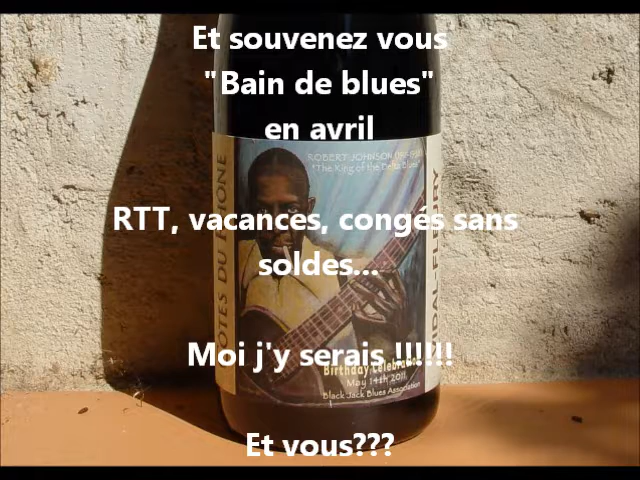 Et souvenez vous
"Bain de blues"
en avril
ROBERT JOHNSON
"The King of the Delta Blues"
CÔTES DU RHÔNE
VIDAL-FLEURY
RTT, vacances, congés sans
soldes...
Moi j'y serais !!!!!!
Birthday Celebration
May 14th 2011
Black Jack Blues Association
Et vous???